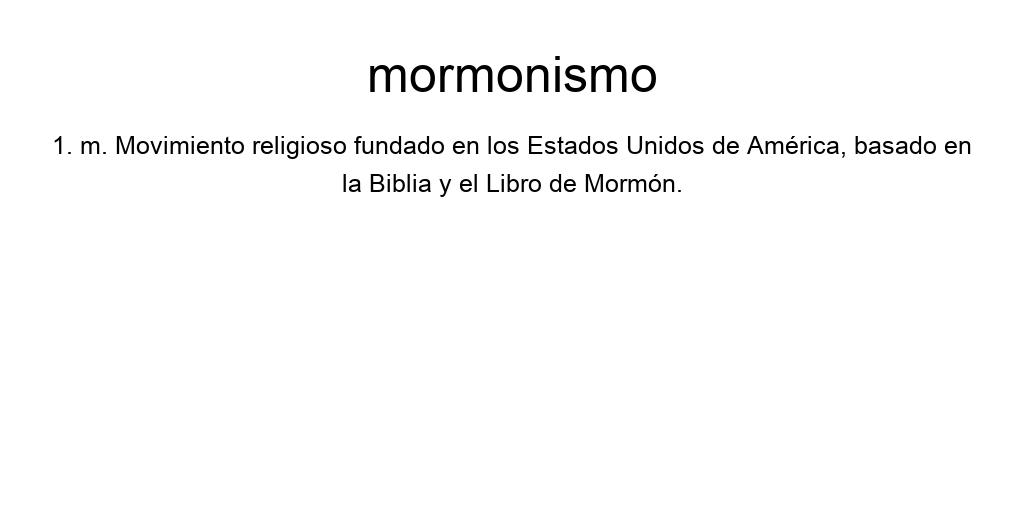 mormonismo
1. m. Movimiento religioso fundado en los Estados Unidos de América, basado en
la Biblia y el Libro de Mormón.